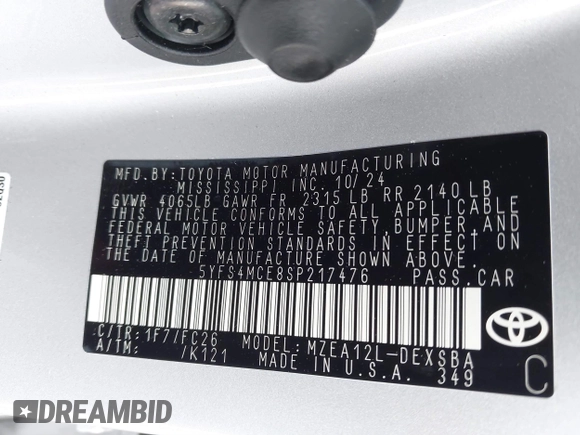 MFD.BY:TOYOTA MOTOR MANUFACTURING
MISSISSIPPI INC. 10/24
GVWR 4065LB GAWR FR 2315 LB RR 2140 LB
THIS VEHICLE CONFORMS TO ALL APPLICABLE
FEDERAL MOTOR VEHICLE SAFETY,BUMPER,AND
THEFT PREVENTION STANDARDS IN EFFECT ON
THE DATE OF MANUFACTURE SHOWN ABOVE.
5YFS4MCE8SP217476 PASS.CAR
C/TR:1F7/FC26 MODEL:MZEA12L-DEXSBA
A/TM: /K121 MADE IN U.S.A. 349
C
DREAMBID